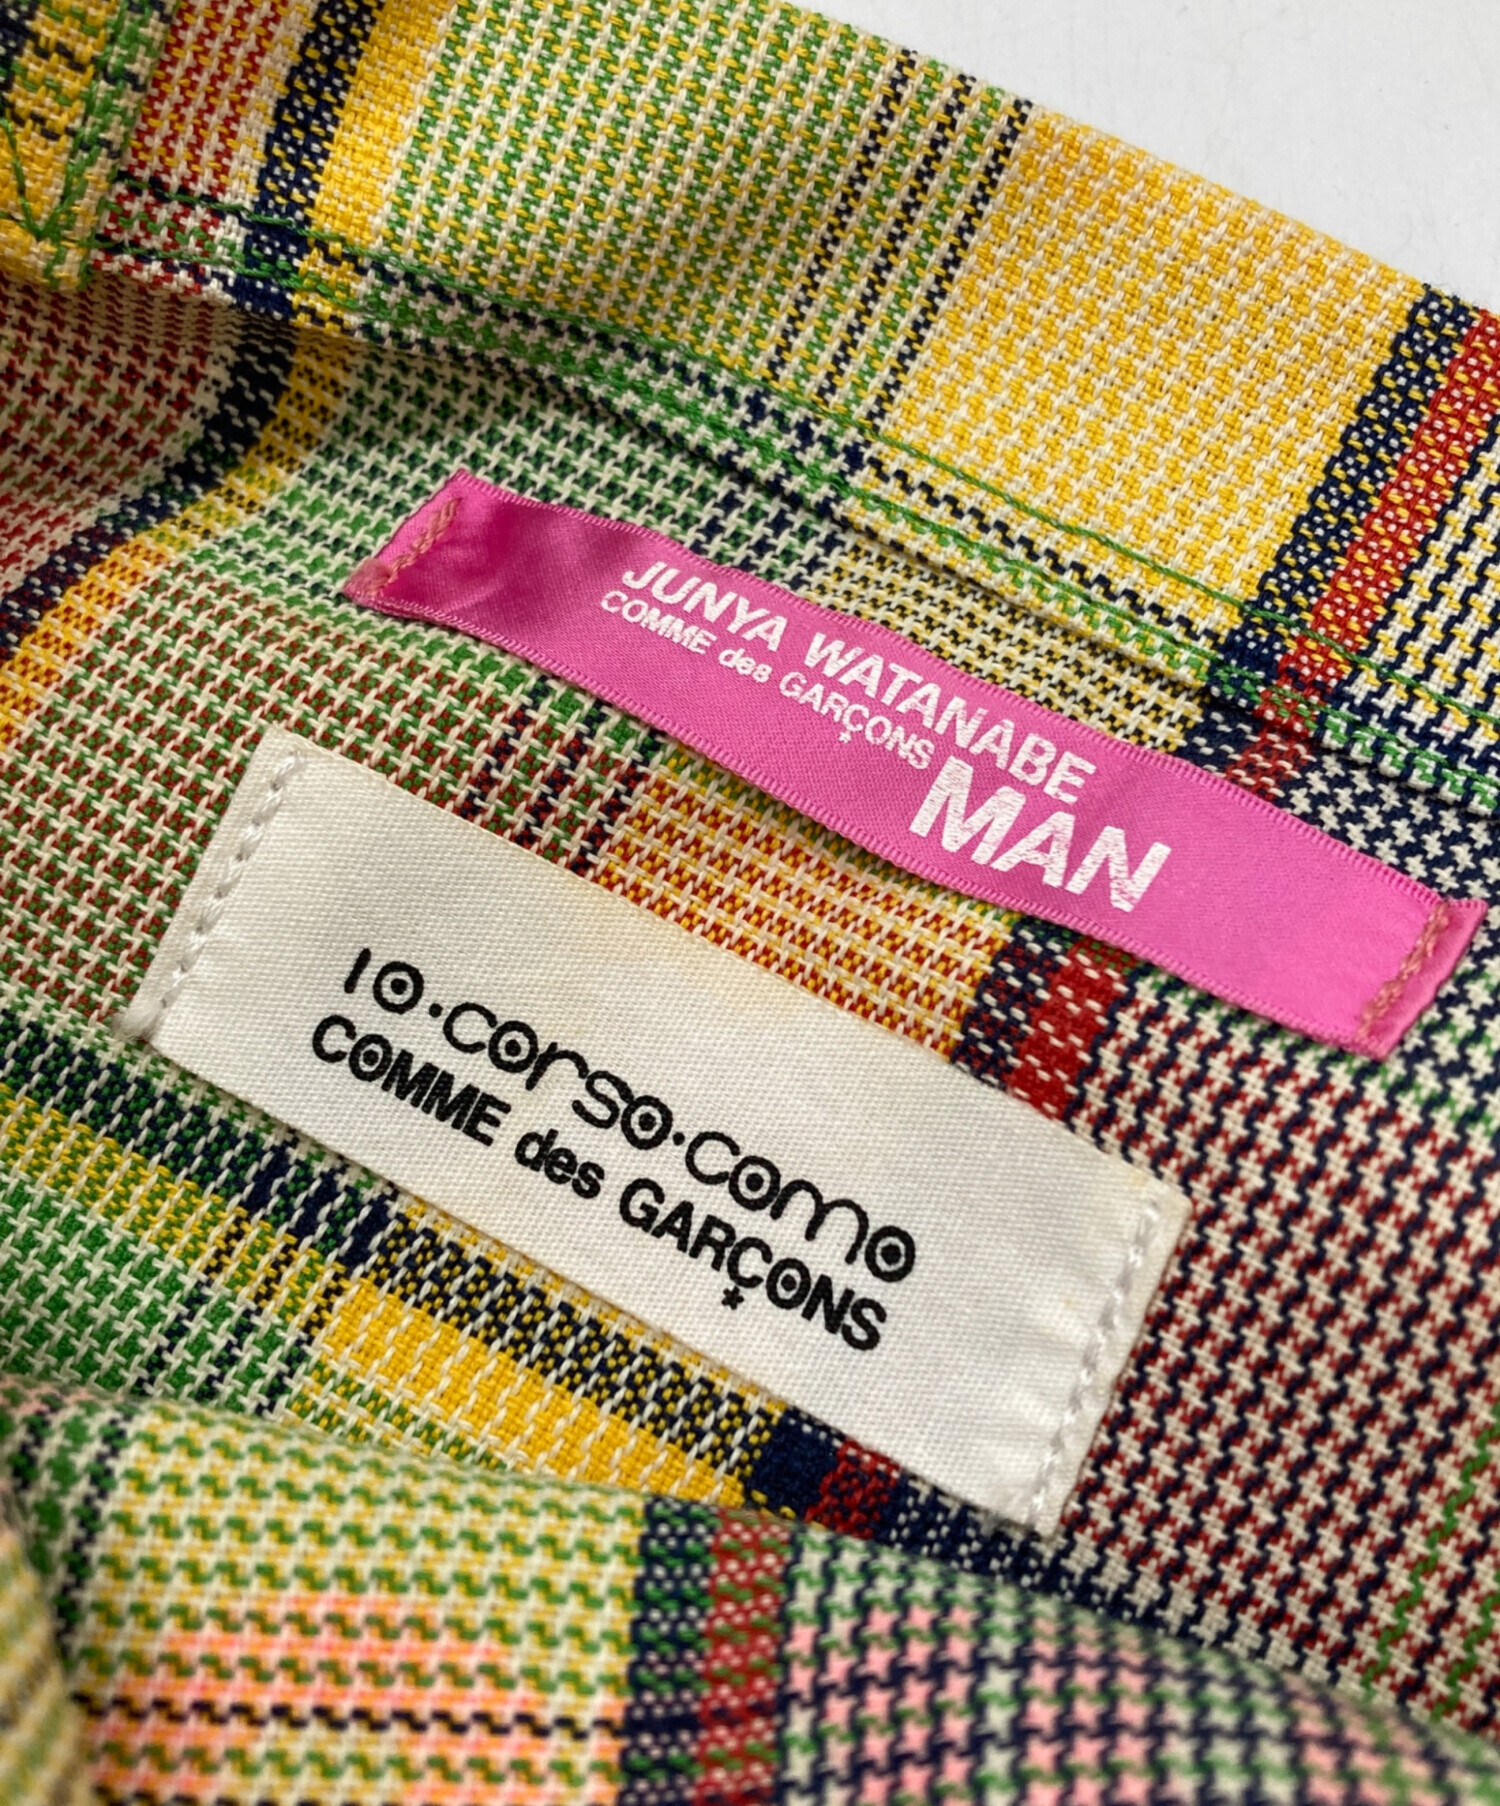 JUNYA WATANABE
COMME des GARÇONS
MAN
10·corso·como
COMME des GARÇONS